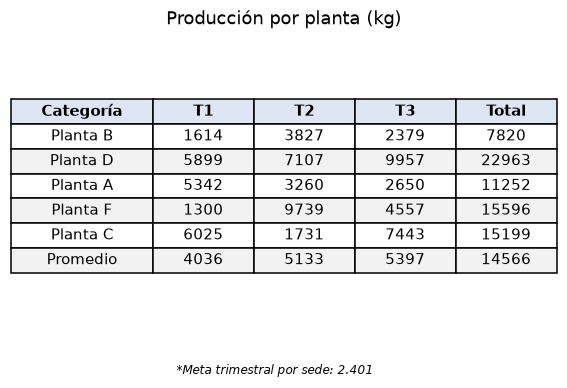 Producción por planta (kg)
Categoría T1 T2 T3 Total
Planta B 1614 3827 2379 7820
Planta D 5899 7107 9957 22963
Planta A 5342 3260 2650 11252
Planta F 1300 9739 4557 15596
Planta C 6025 1731 7443 15199
Promedio 4036 5133 5397 14566
*Meta trimestral por sede: 2.401